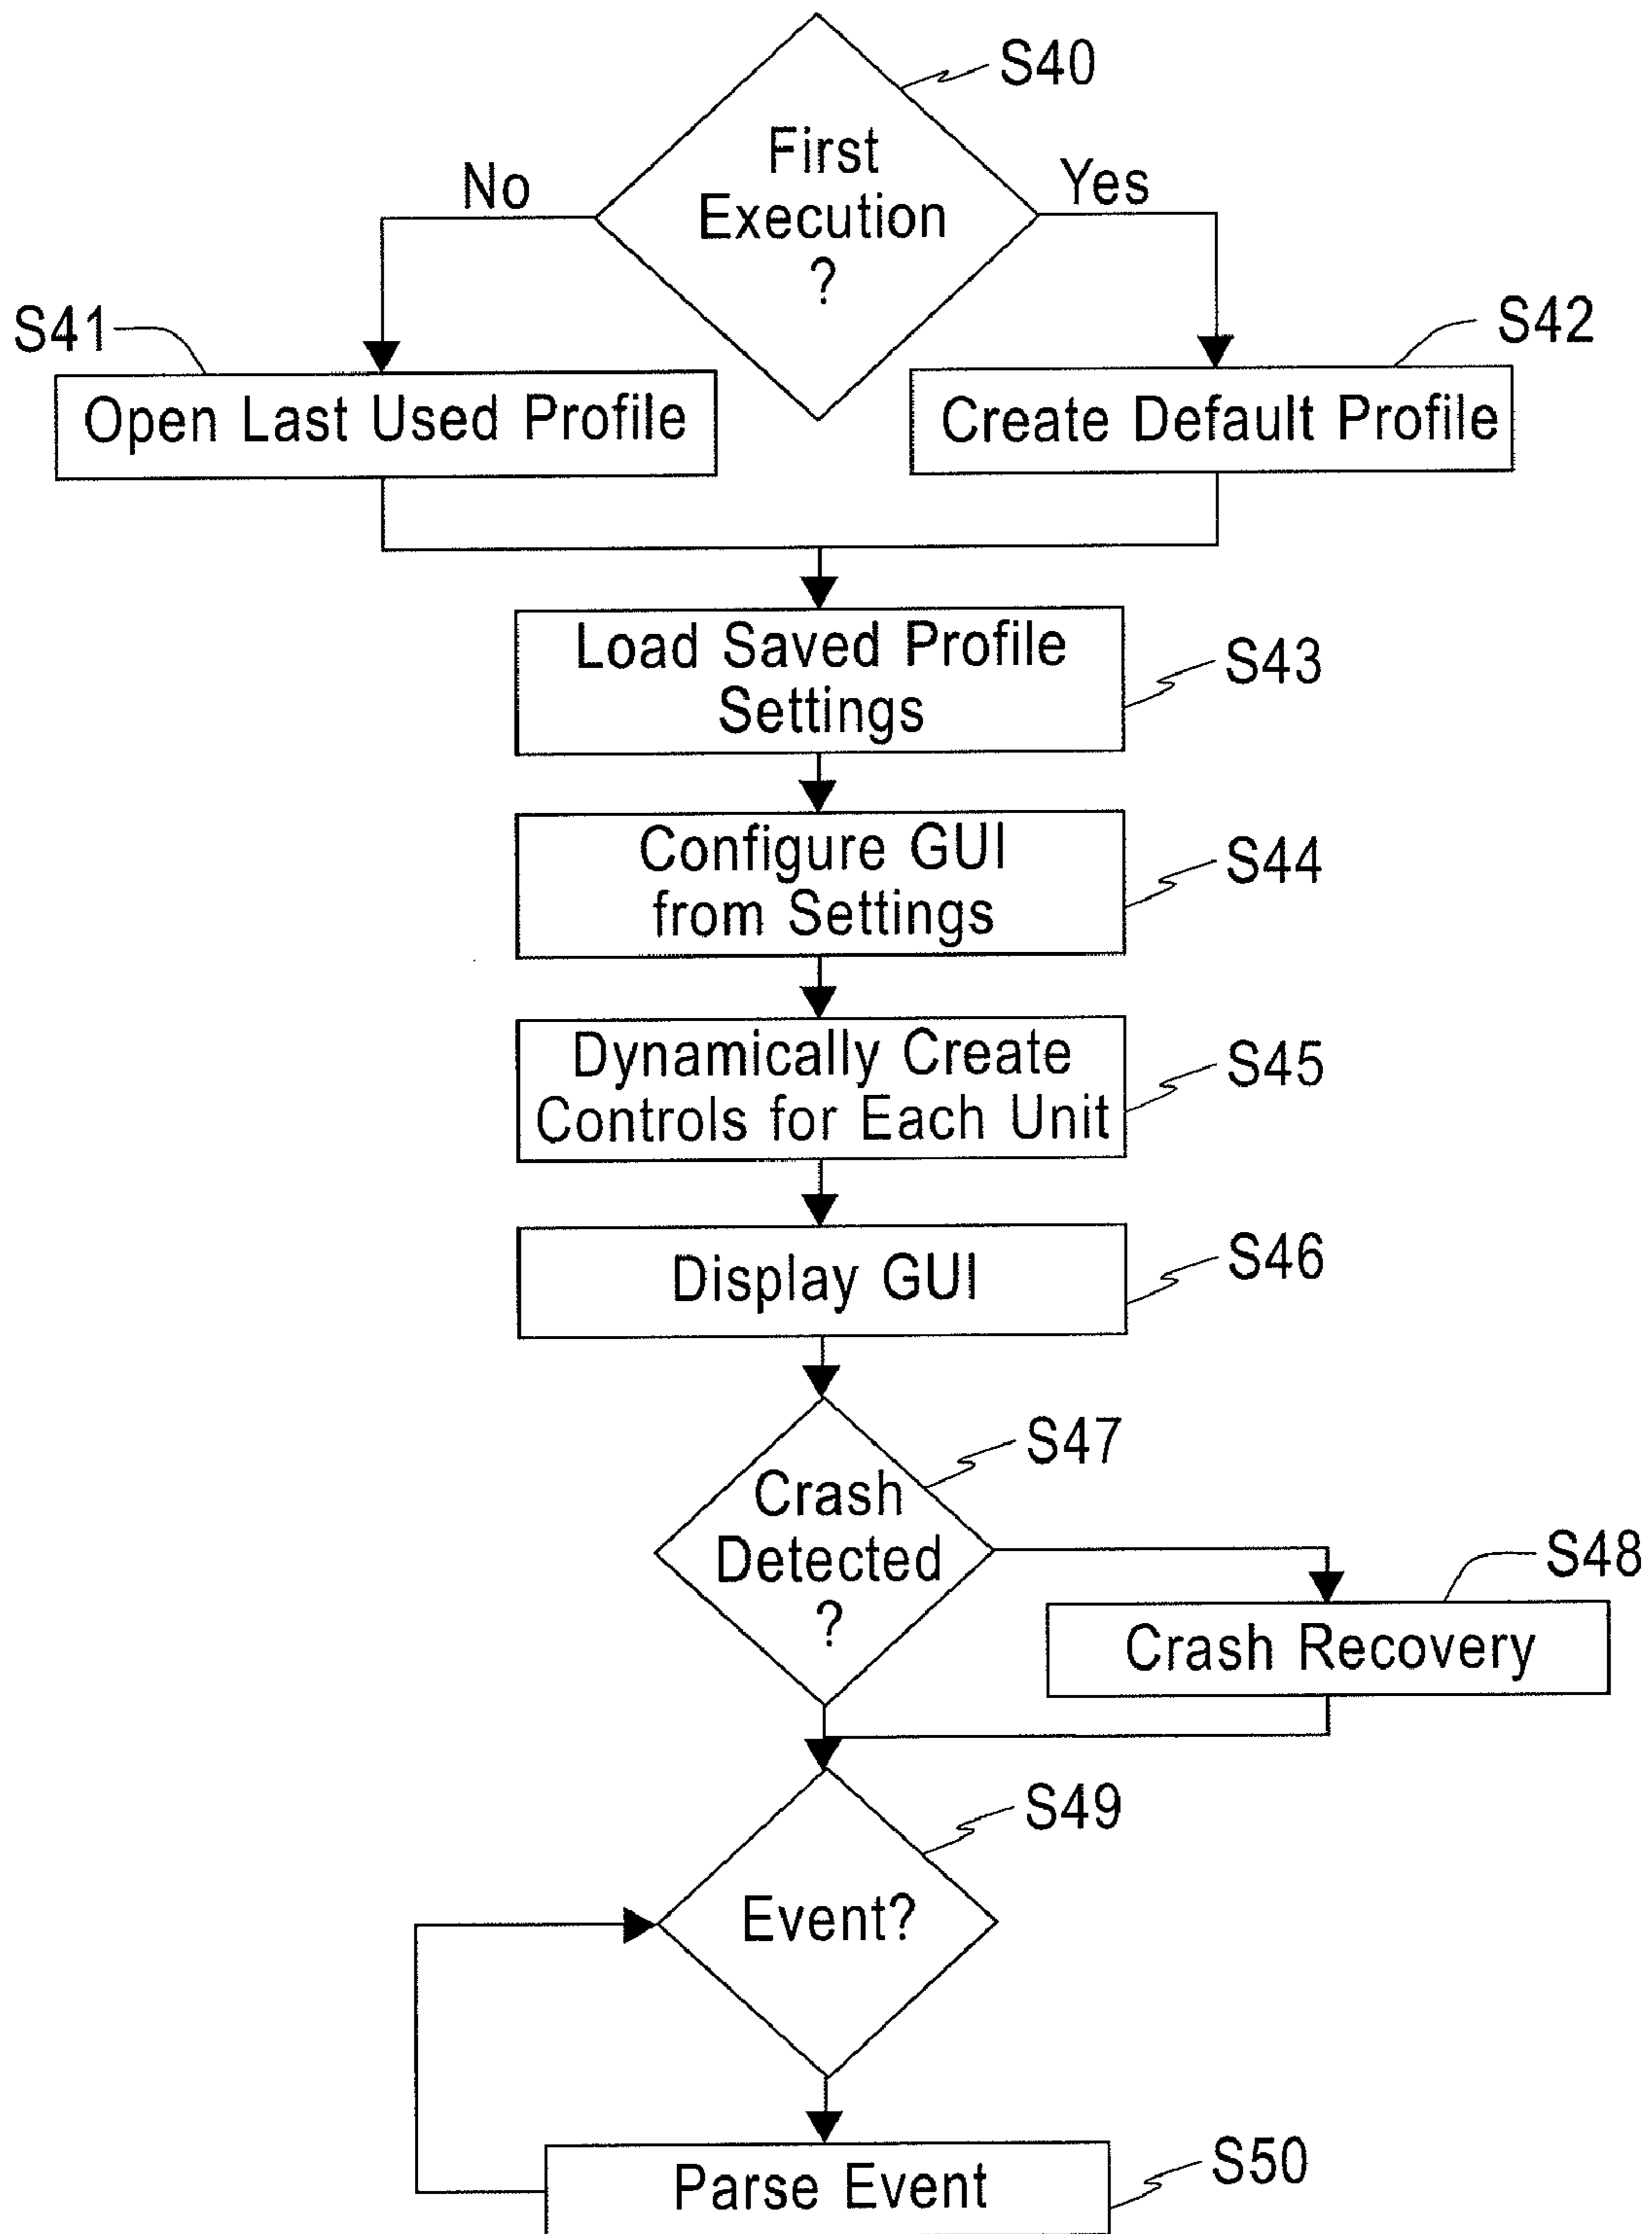 S40
First
Execution
?
No
Yes
S41
S42
Open Last Used Profile
Create Default Profile
Load Saved Profile
Settings
S43
Configure GUI
from Settings
S44
Dynamically Create
Controls for Each Unit
S45
Display GUI
S46
S47
Crash
Detected
?
S48
Crash Recovery
S49
Event?
Parse Event
S50